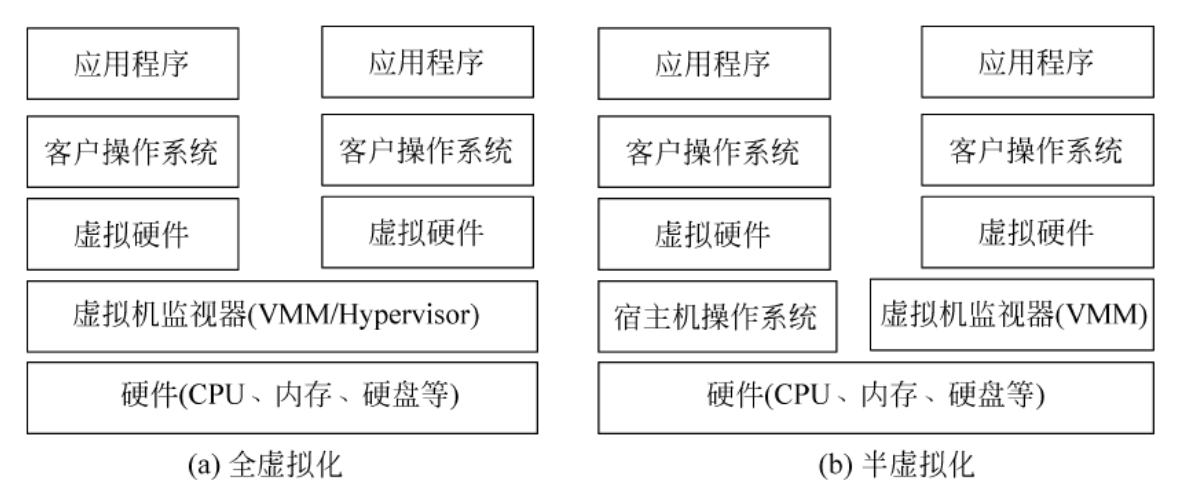 应用程序 应用程序 应用程序 应用程序
客户操作系统 客户操作系统 客户操作系统 客户操作系统
虚拟硬件 虚拟硬件 虚拟硬件 虚拟硬件
虚拟机监视器(VMM/Hypervisor) 宿主机操作系统 虚拟机监视器(VMM)
硬件(CPU、内存、硬盘等) 硬件(CPU、内存、硬盘等)
(a) 全虚拟化 (b) 半虚拟化